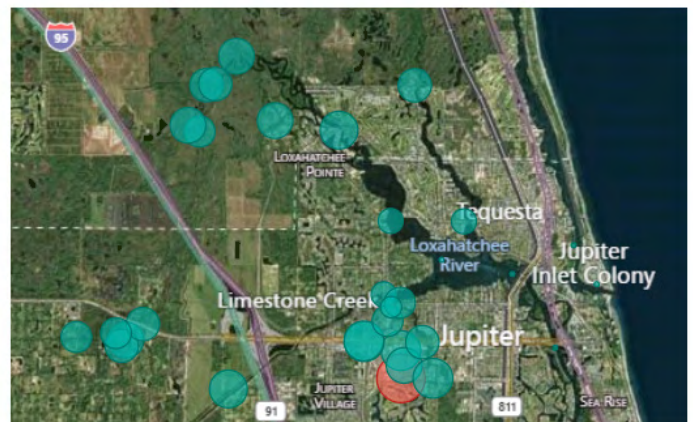 95
LOXAHATCHEE
POINTE
Tequesta
Loxahatchee
River
Jupiter
Inlet Colony
Limestone Creek
Jupiter
JUPITER
VILLAGE
91
811
SEA RISE